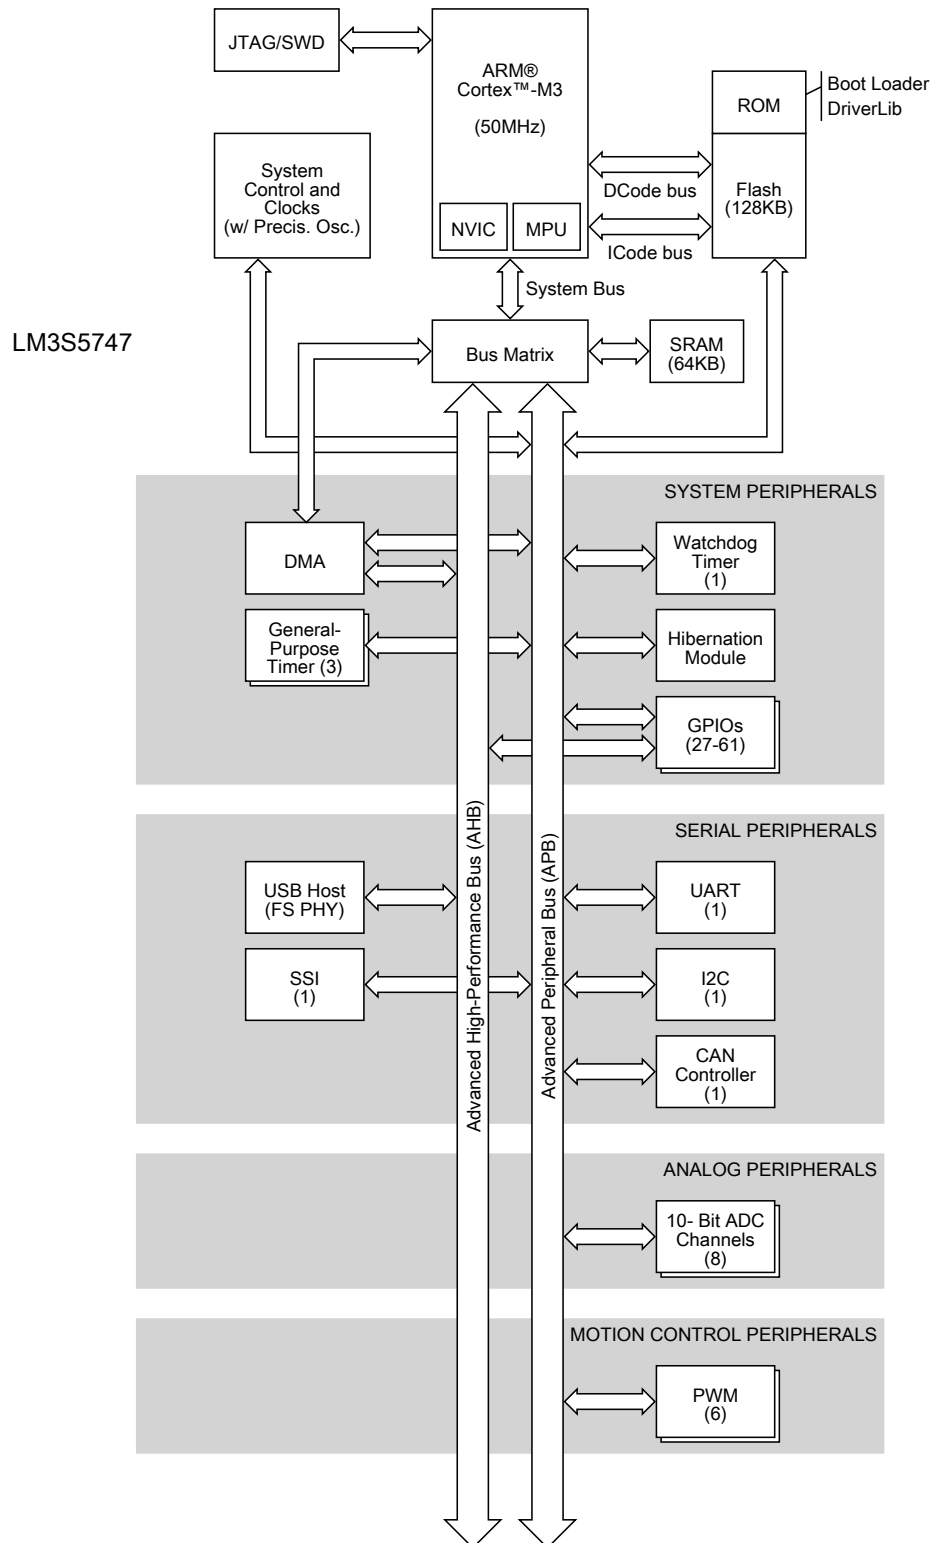 JTAG/SWD
ARM®
Cortex™-M3
(50MHz)
NVIC
MPU
ROM
Boot Loader
DriverLib
Flash
(128KB)
DCode bus
ICode bus
System
Control and
Clocks
(w/ Precis. Osc.)
System Bus
LM3S5747
Bus Matrix
SRAM
(64KB)
SYSTEM PERIPHERALS
DMA
Watchdog
Timer
(1)
General-
Purpose
Timer (3)
Hibernation
Module
GPIOs
(27-61)
Advanced High-Performance Bus (AHB)
Advanced Peripheral Bus (APB)
SERIAL PERIPHERALS
USB Host
(FS PHY)
UART
(1)
SSI
(1)
I2C
(1)
CAN
Controller
(1)
ANALOG PERIPHERALS
10- Bit ADC
Channels
(8)
MOTION CONTROL PERIPHERALS
PWM
(6)